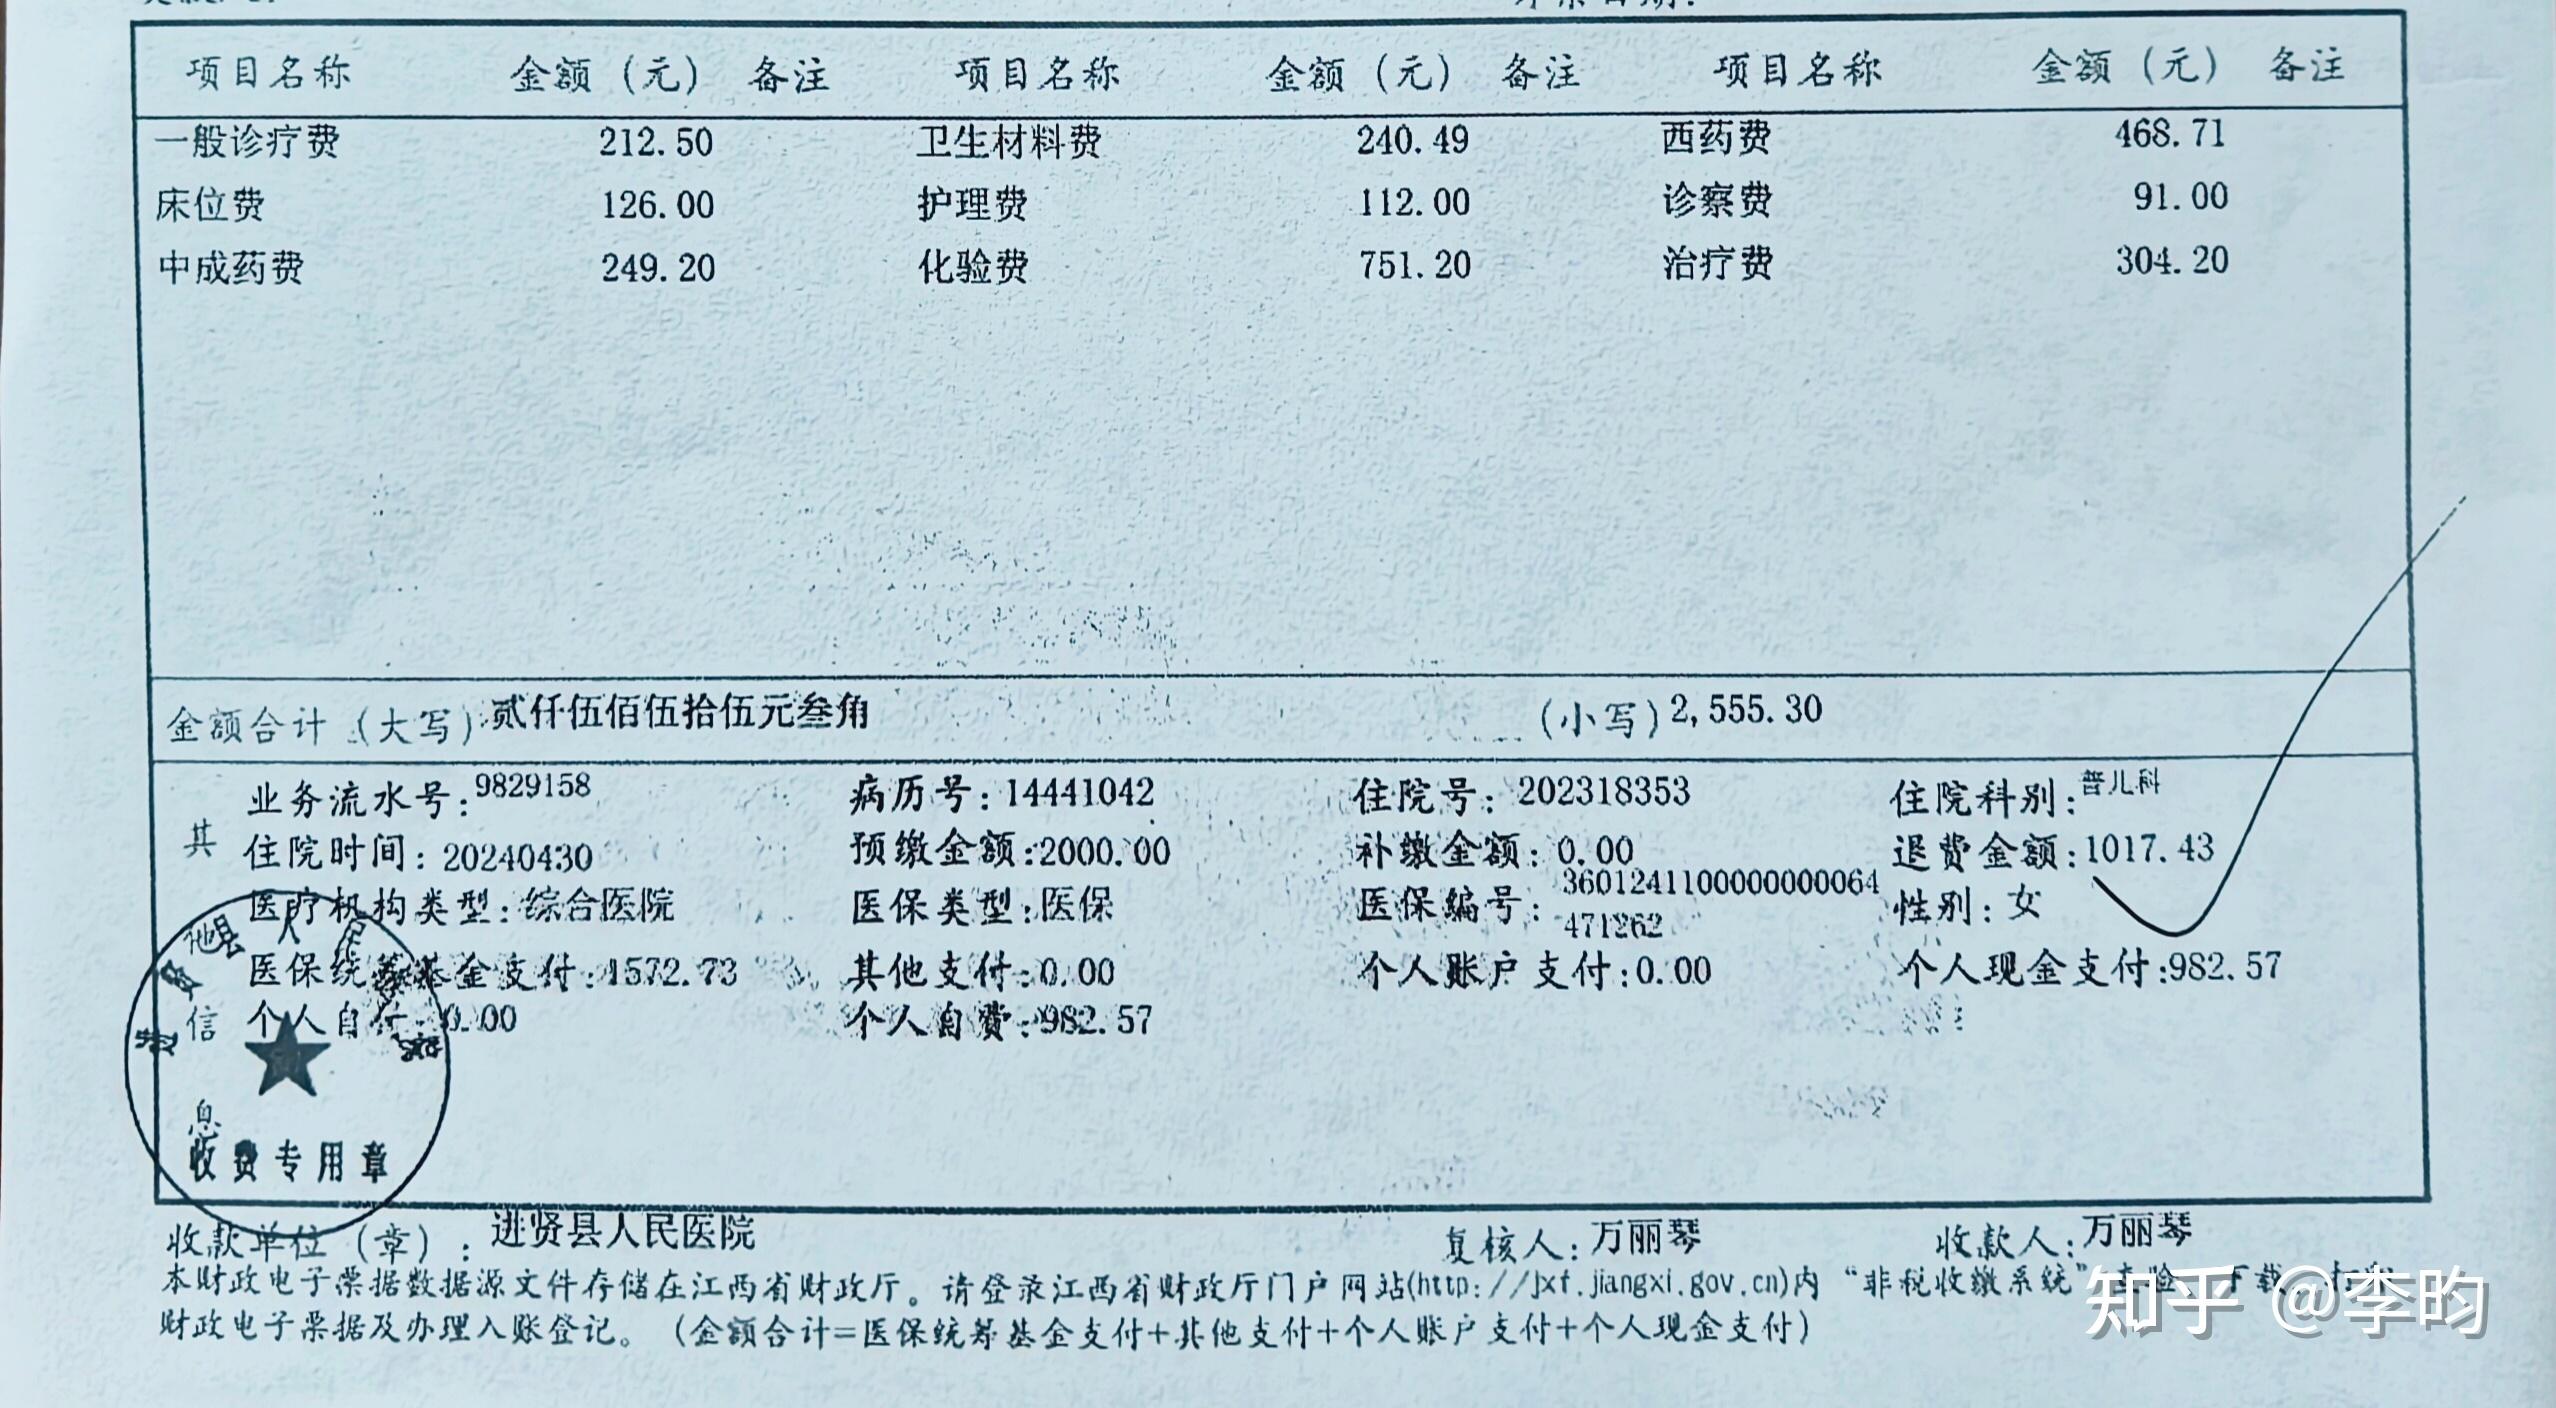 项目名称 金额（元） 备注 项目名称 金额（元） 备注 项目名称 金额（元） 备注
一般诊疗费 212.50 卫生材料费 240.49 西药费 468.71
床位费 126.00 护理费 112.00 诊察费 91.00
中成药费 249.20 化验费 751.20 治疗费 304.20
金额合计（大写） 贰仟伍佰伍拾伍元叁角 （小写）2,555.30
其他信息
业务流水号：9829158 病历号：14441042 住院号：202318353 住院科别：普儿科
住院时间：20240430 预缴金额：2000.00 补缴金额：0.00 退费金额：1017.43
医疗机构类型：综合医院 医保类型：医保 医保编号：3601241100000000064 性别：女
471262
医保统筹基金支付：1572.73 其他支付：0.00 个人账户支付：0.00 个人现金支付：982.57
个人自付：0.00 个人自费：982.57
收费专用章
收款单位（章）：进贤县人民医院 复核人：万丽琴 收款人：万丽琴
本财政电子票据数据源文件存储在江西省财政厅。请登录江西省财政厅门户网站(http://jxf.jiangxi.gov.cn)内“非税收缴系统”查验、下载
财政电子票据及办理入账登记。（金额合计=医保统筹基金支付+其他支付+个人账户支付+个人现金支付）
知乎 @李昀